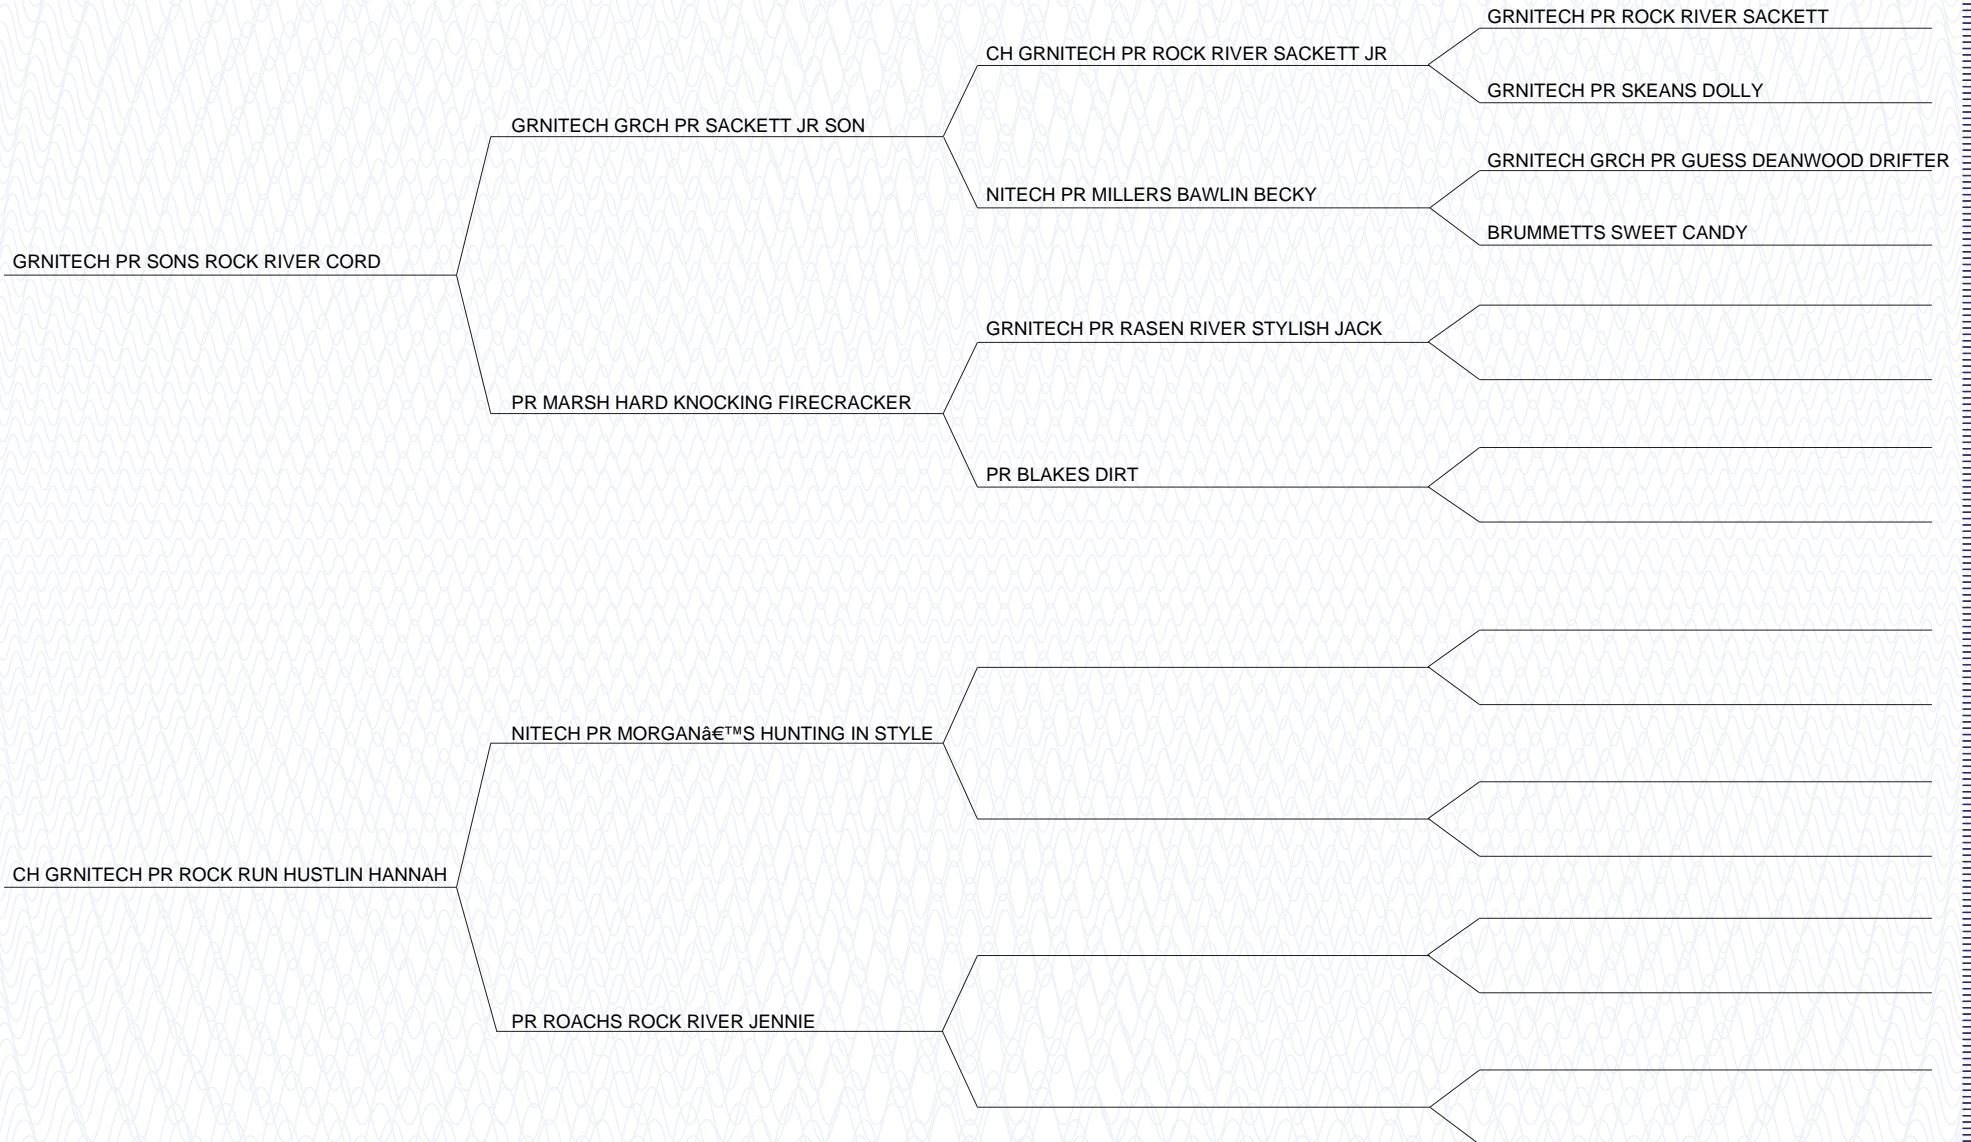 GRNITECH PR ROCK RIVER SACKETT
CH GRNITECH PR ROCK RIVER SACKETT JR
GRNITECH PR SKEANS DOLLY
GRNITECH GRCH PR SACKETT JR SON
GRNITECH GRCH PR GUESS DEANWOOD DRIFTER
NITECH PR MILLERS BAWLIN BECKY
BRUMMETTS SWEET CANDY
GRNITECH PR SONS ROCK RIVER CORD
GRNITECH PR RASEN RIVER STYLISH JACK
PR MARSH HARD KNOCKING FIRECRACKER
PR BLAKES DIRT
NITECH PR MORGANâ€™S HUNTING IN STYLE
CH GRNITECH PR ROCK RUN HUSTLIN HANNAH
PR ROACHS ROCK RIVER JENNIE